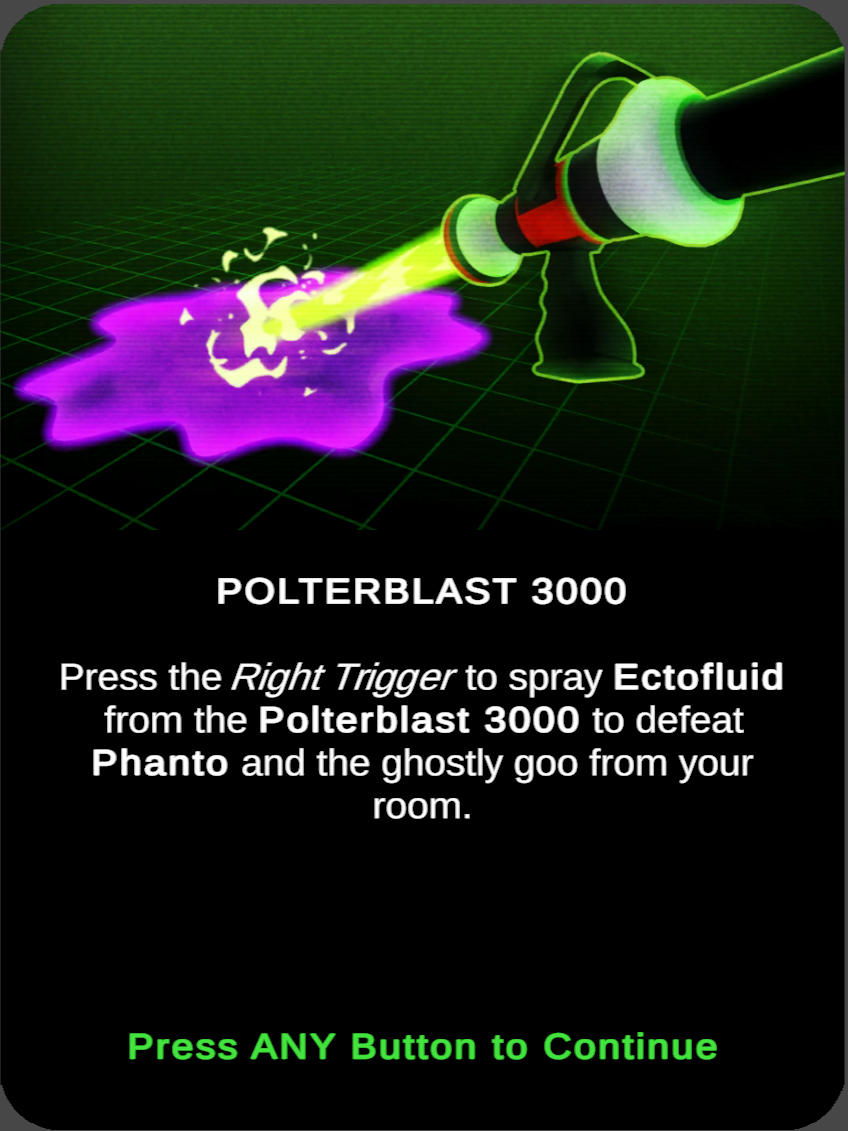 POLTERBLAST 3000
Press the Right Trigger to spray Ectofluid
from the Polterblast 3000 to defeat
Phanto and the ghostly goo from your
room.
Press ANY Button to Continue